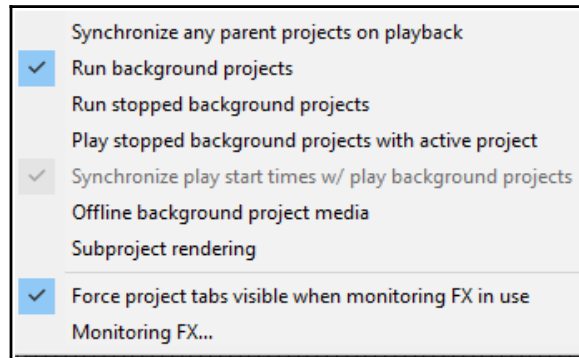 Synchronize any parent projects on playback
Run background projects
Run stopped background projects
Play stopped background projects with active project
Synchronize play start times w/ play background projects
Offline background project media
Subproject rendering
Force project tabs visible when monitoring FX in use
Monitoring FX...